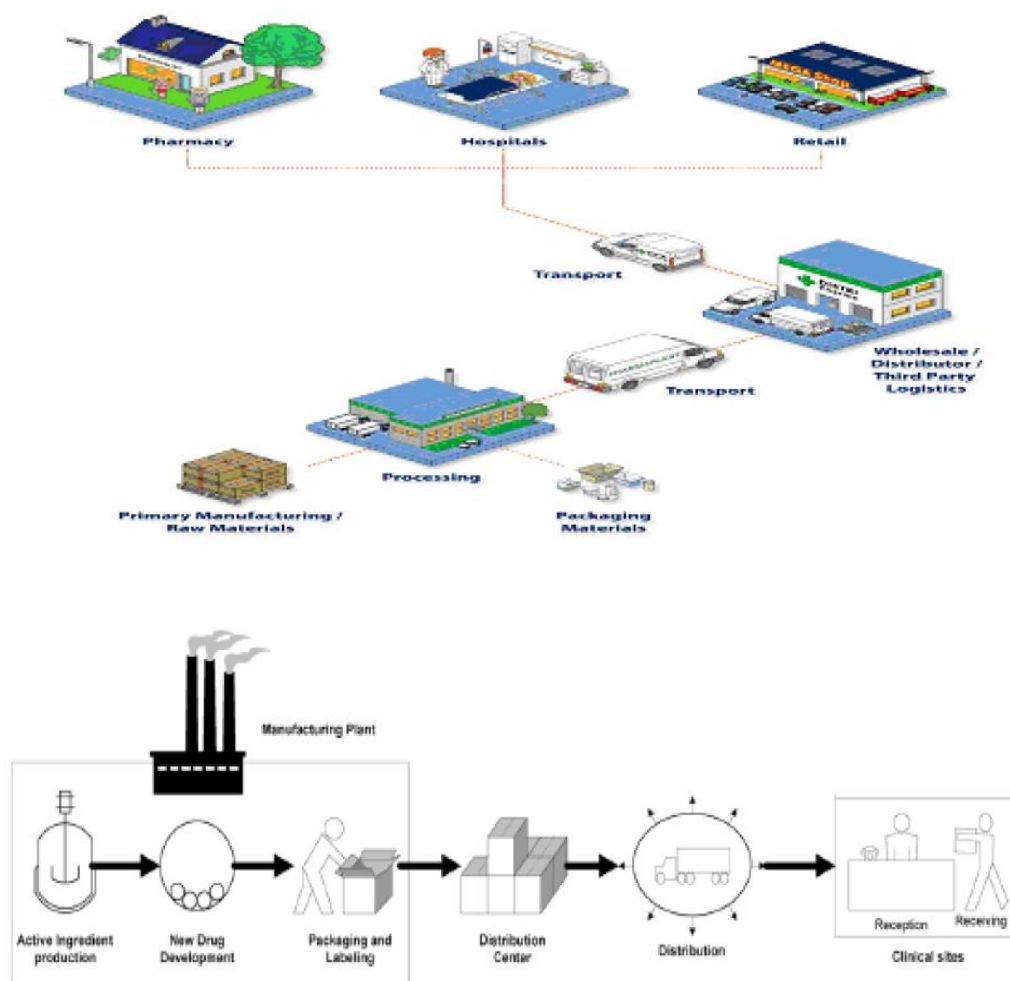 Pharmacy
Hospitals
Retail
Transport
Wholesale /
Distributor /
Third Party
Logistics
Transport
Processing
Primary Manufacturing /
Raw Materials
Packaging
Materials
Manufacturing Plant
Active Ingredient
production
New Drug
Development
Packaging and
Labeling
Distribution
Center
Distribution
Reception
Receiving
Clinical sites